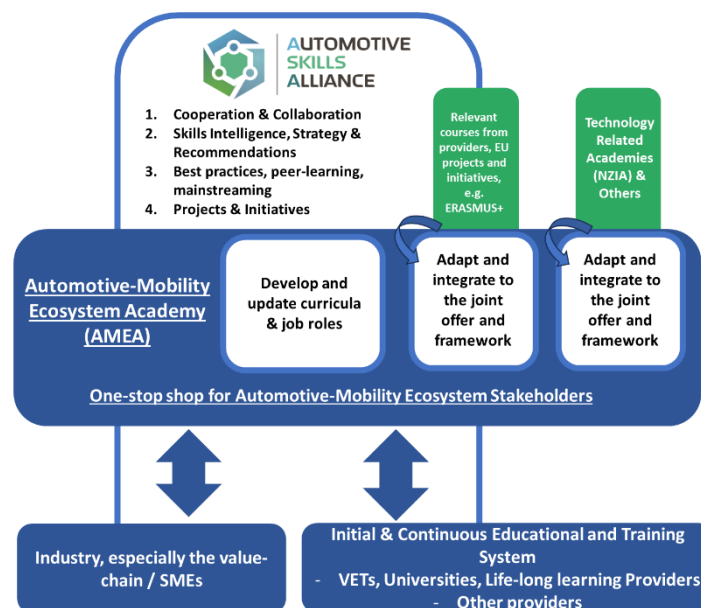 AUTOMOTIVE
SKILLS
ALLIANCE
1. Cooperation & Collaboration
2. Skills Intelligence, Strategy &
Recommendations
3. Best practices, peer-learning,
mainstreaming
4. Projects & Initiatives
Relevant
courses from
providers, EU
projects and
initiatives,
e.g.
ERASMUS+
Technology
Related
Academies
(NZIA) &
Others
Automotive-Mobility
Ecosystem Academy
(AMEA)
Develop and
update curricula
& job roles
Adapt and
integrate to
the joint
offer and
framework
Adapt and
integrate to
the joint
offer and
framework
One-stop shop for Automotive-Mobility Ecosystem Stakeholders
Industry, especially the value-
chain / SMEs
Initial & Continuous Educational and Training
System
- VETs, Universities, Life-long learning Providers
- Other providers